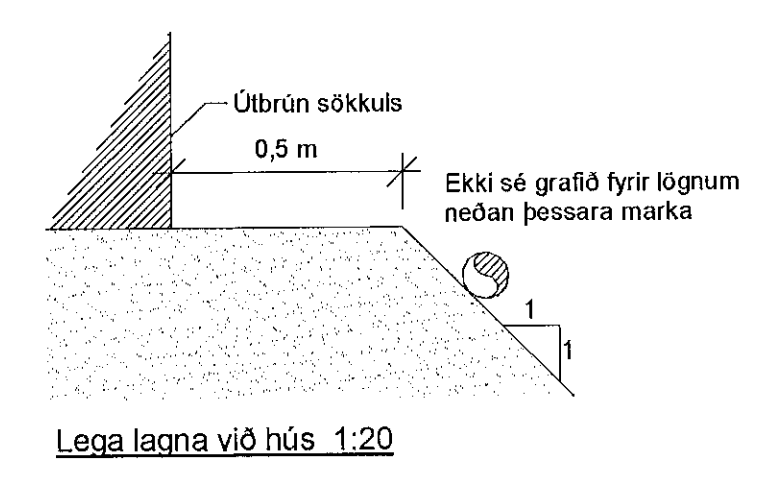 Útbrún sökkuls
0,5 m
Ekki sé grafið fyrir lögnum
neðan þessara marka
1
1
Lega lagna við hús 1:20